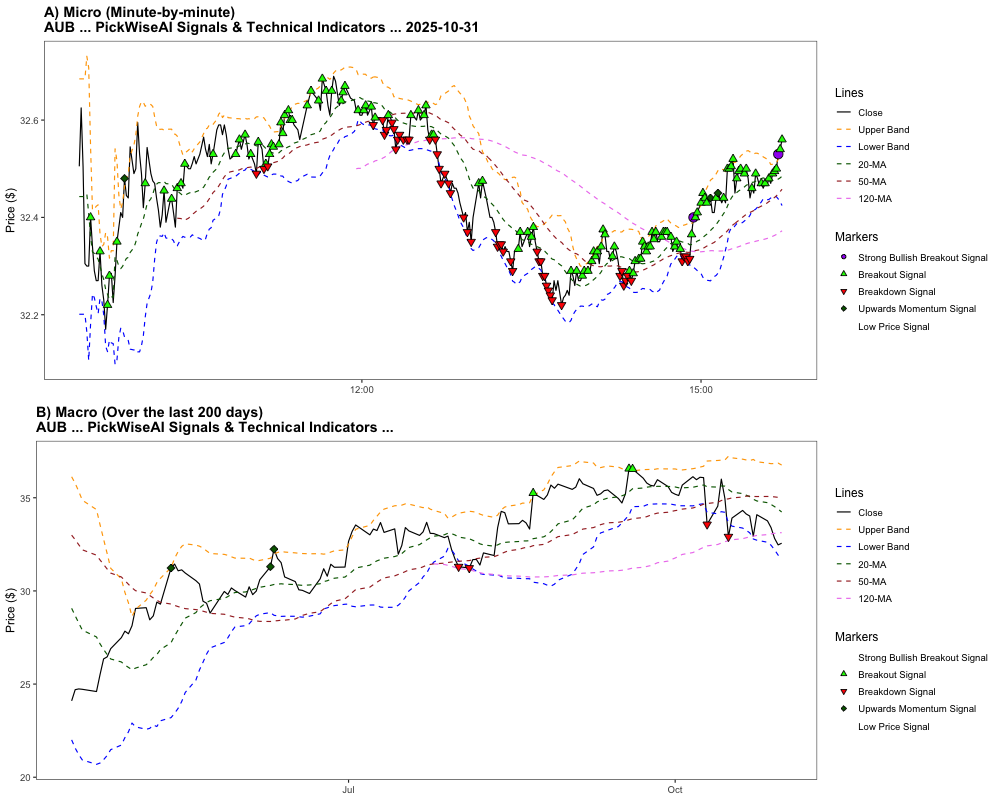 A) Micro (Minute-by-minute)
AUB ... PickWiseAI Signals & Technical Indicators ... 2025-10-31
Price ($)
32.6
32.4
32.2
12:00
15:00
Lines
Close
Upper Band
Lower Band
20-MA
50-MA
120-MA
Markers
Strong Bullish Breakout Signal
Breakout Signal
Breakdown Signal
Upwards Momentum Signal
Low Price Signal
B) Macro (Over the last 200 days)
AUB ... PickWiseAI Signals & Technical Indicators ...
Price ($)
35
30
25
20
Jul
Oct
Lines
Close
Upper Band
Lower Band
20-MA
50-MA
120-MA
Markers
Strong Bullish Breakout Signal
Breakout Signal
Breakdown Signal
Upwards Momentum Signal
Low Price Signal